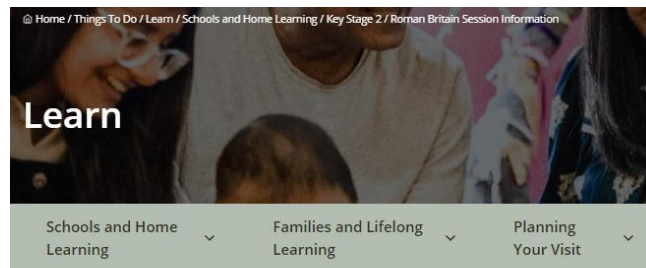 Home / Things To Do / Learn / Schools and Home Learning / Key Stage 2 / Roman Britain Session Information
Learn
Schools and Home
Learning
Families and Lifelong
Learning
Planning
Your Visit